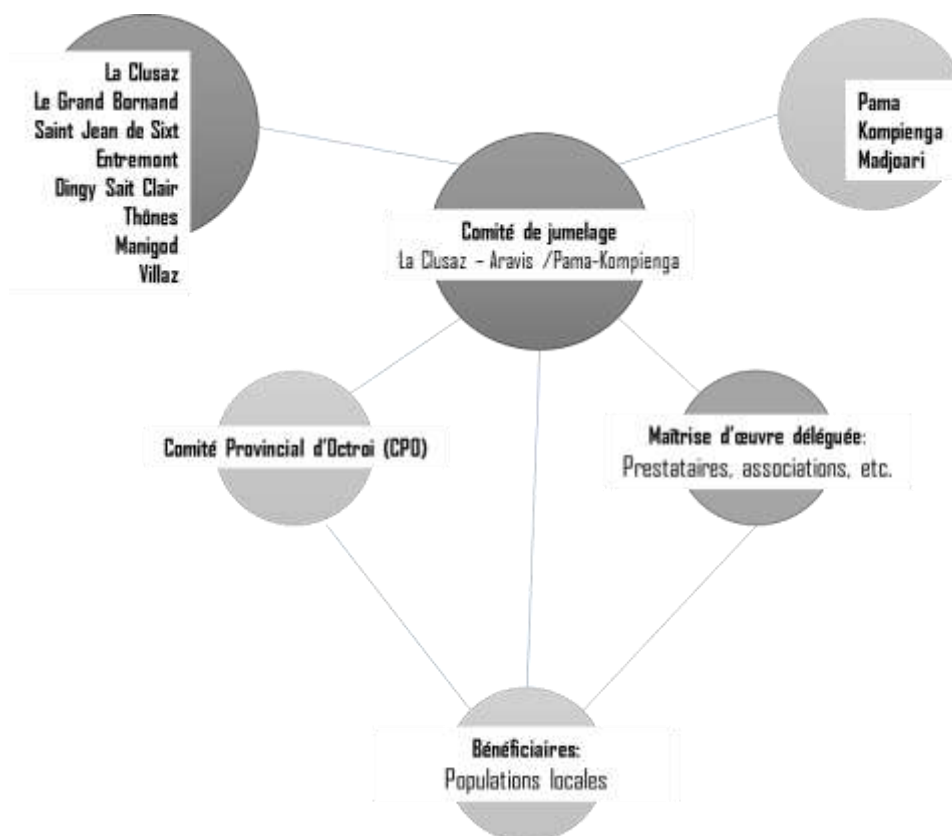 La Clusaz
Le Grand Bornand
Saint Jean de Sixt
Entremont
Dingy Sait Clair
Thônes
Manigod
Villaz
Pama
Kompienga
Madjoari
Comité de jumelage
La Clusaz – Aravis /Pama-Kompienga
Comité Provincial d'Octroi (CPO)
Maîtrise d'œuvre déléguée:
Prestataires, associations, etc.
Bénéficiaires:
Populations locales